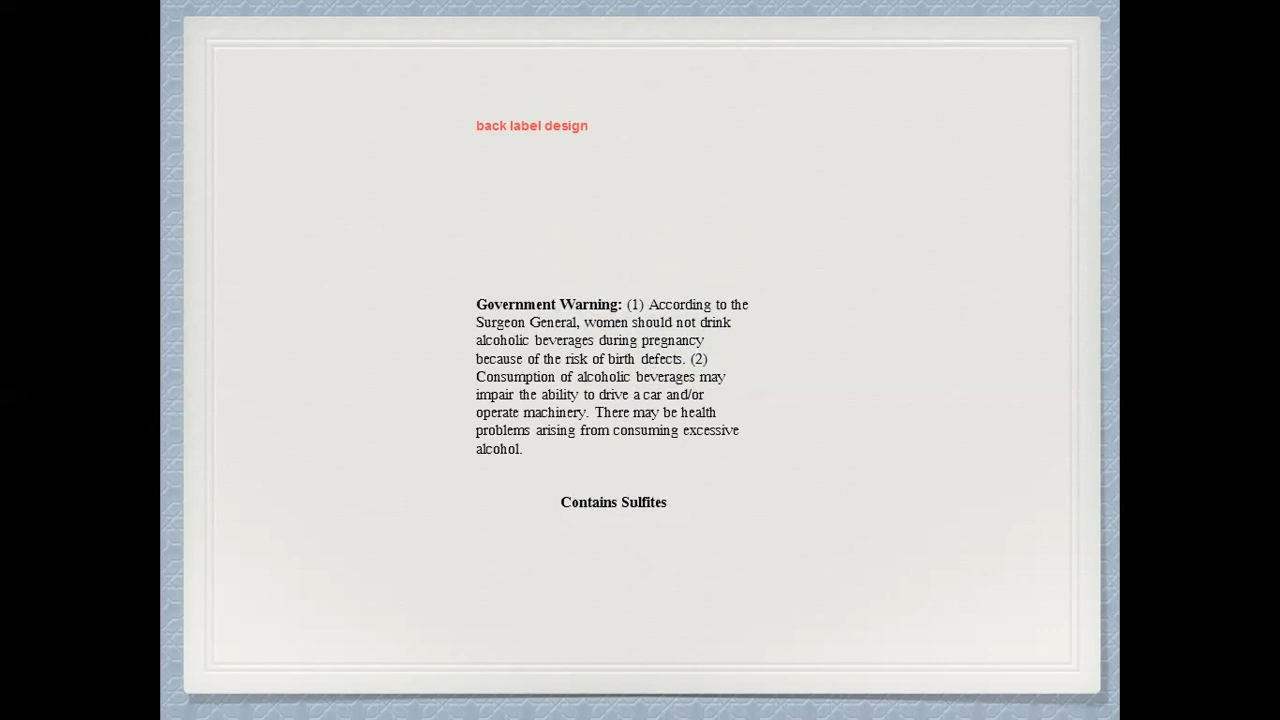 back label design
Government Warning: (1) According to the
Surgeon General, women should not drink
alcoholic beverages during pregnancy
because of the risk of birth defects. (2)
Consumption of alcoholic beverages may
impair the ability to drive a car and/or
operate machinery. There may be health
problems arising from consuming excessive
alcohol.
Contains Sulfites